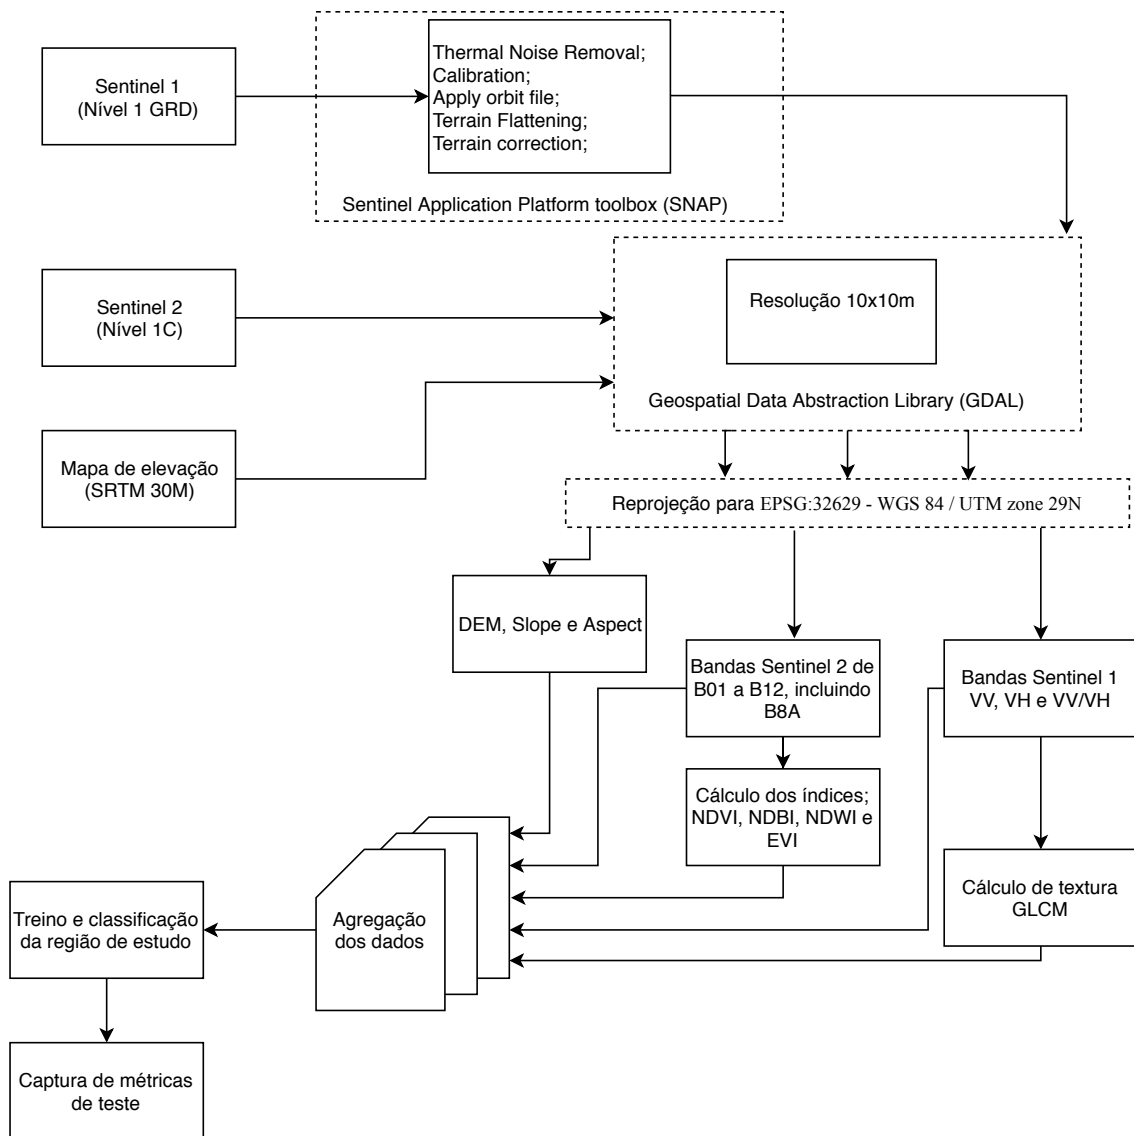 Sentinel 1
(Nível 1 GRD)
Thermal Noise Removal;
Calibration;
Apply orbit file;
Terrain Flattening;
Terrain correction;
Sentinel Application Platform toolbox (SNAP)
Sentinel 2
(Nível 1C)
Resolução 10x10m
Geospatial Data Abstraction Library (GDAL)
Mapa de elevação
(SRTM 30M)
Reprojeção para EPSG:32629 - WGS 84 / UTM zone 29N
DEM, Slope e Aspect
Bandas Sentinel 2 de
B01 a B12, incluindo
B8A
Bandas Sentinel 1
VV, VH e VV/VH
Cálculo dos índices;
NDVI, NDBI, NDWI e
EVI
Cálculo de textura
GLCM
Agregação
dos dados
Treino e classificação
da região de estudo
Captura de métricas
de teste